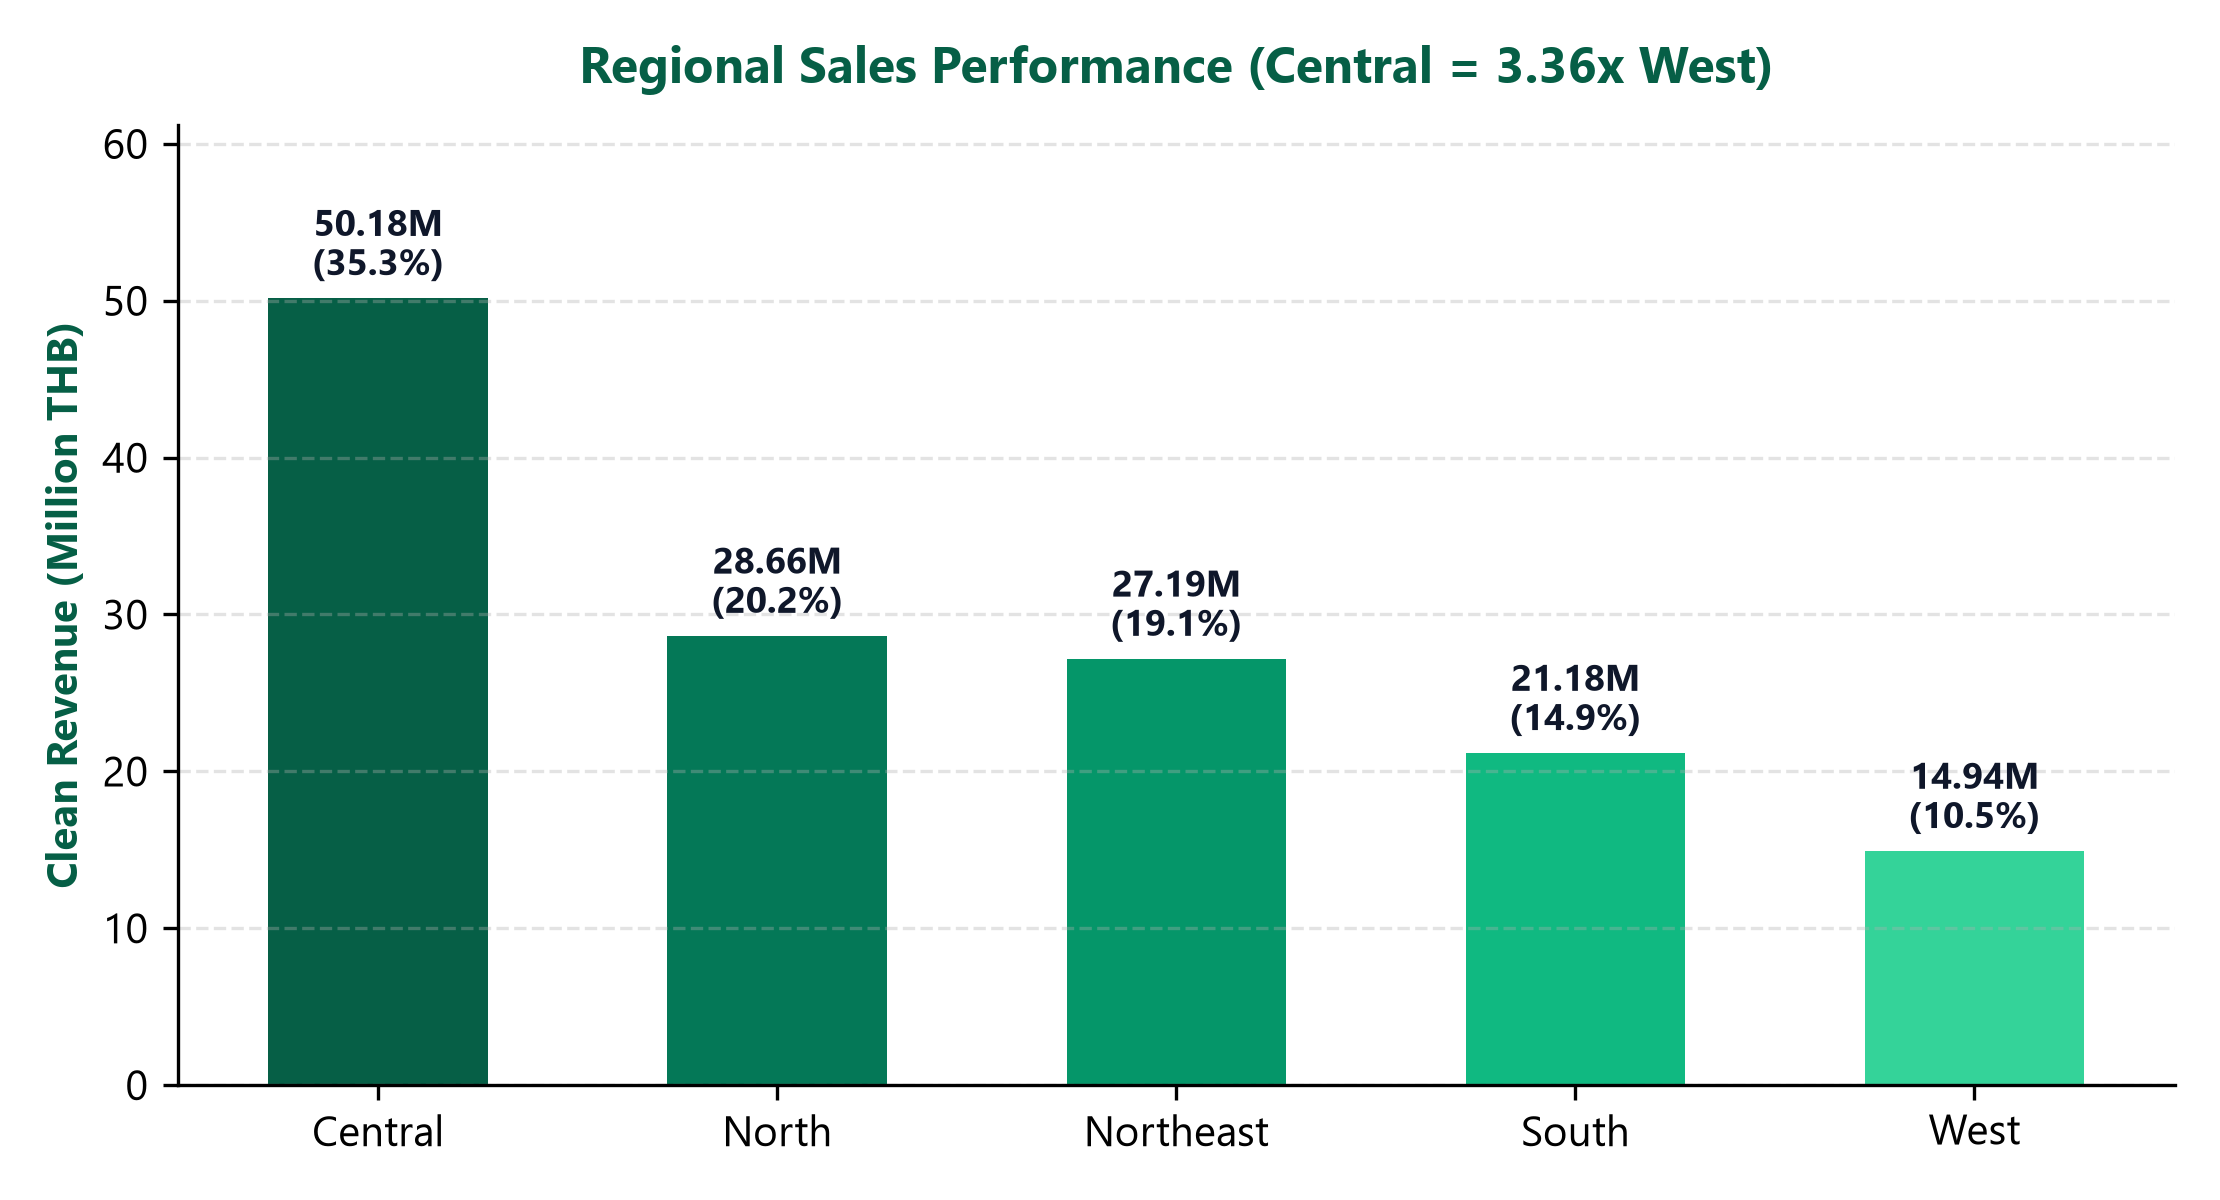 Regional Sales Performance (Central = 3.36x West)
Clean Revenue (Million THB)
60
50
40
30
20
10
0
50.18M
(35.3%)
28.66M
(20.2%)
27.19M
(19.1%)
21.18M
(14.9%)
14.94M
(10.5%)
Central
North
Northeast
South
West